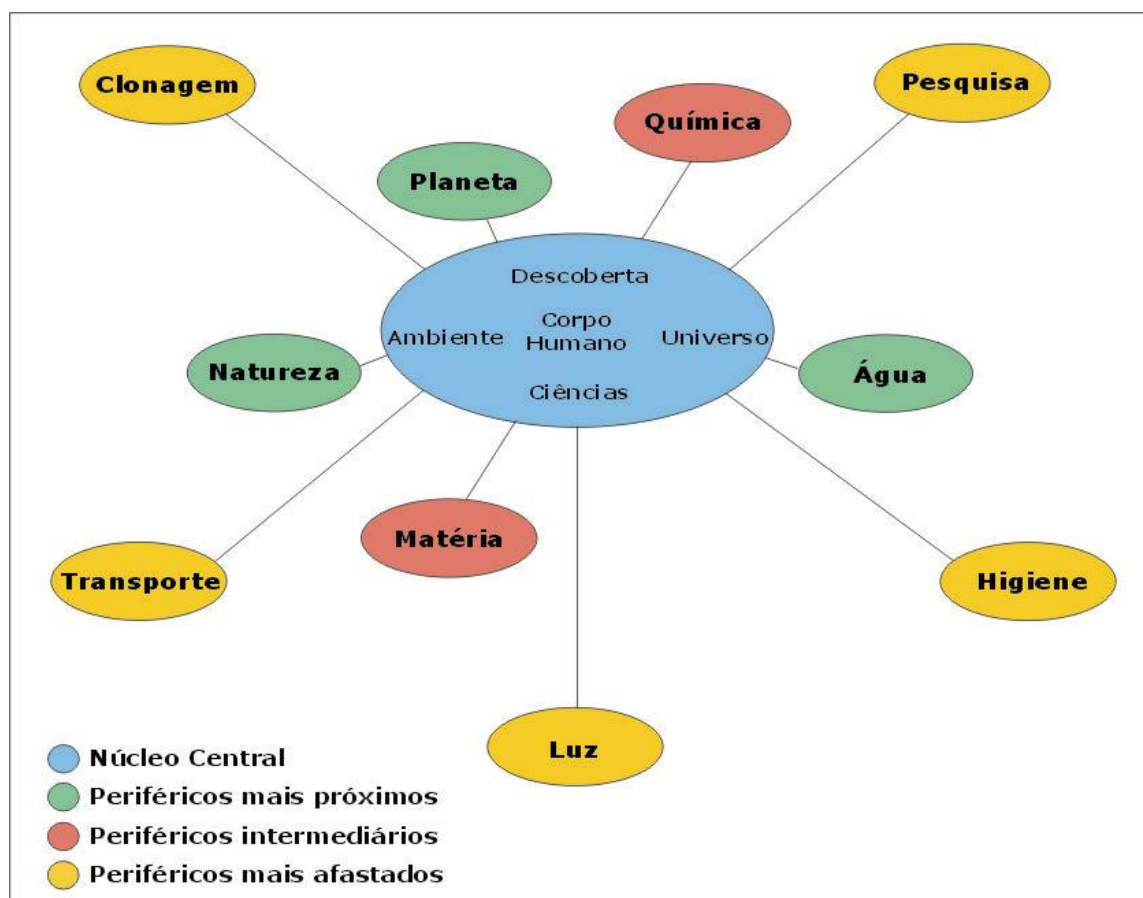 Clonagem
Pesquisa
Química
Planeta
Descoberta
Corpo
Humano
Ambiente
Universo
Ciências
Natureza
Água
Matéria
Transporte
Higiene
Luz
Núcleo Central
Periféricos mais próximos
Periféricos intermediários
Periféricos mais afastados